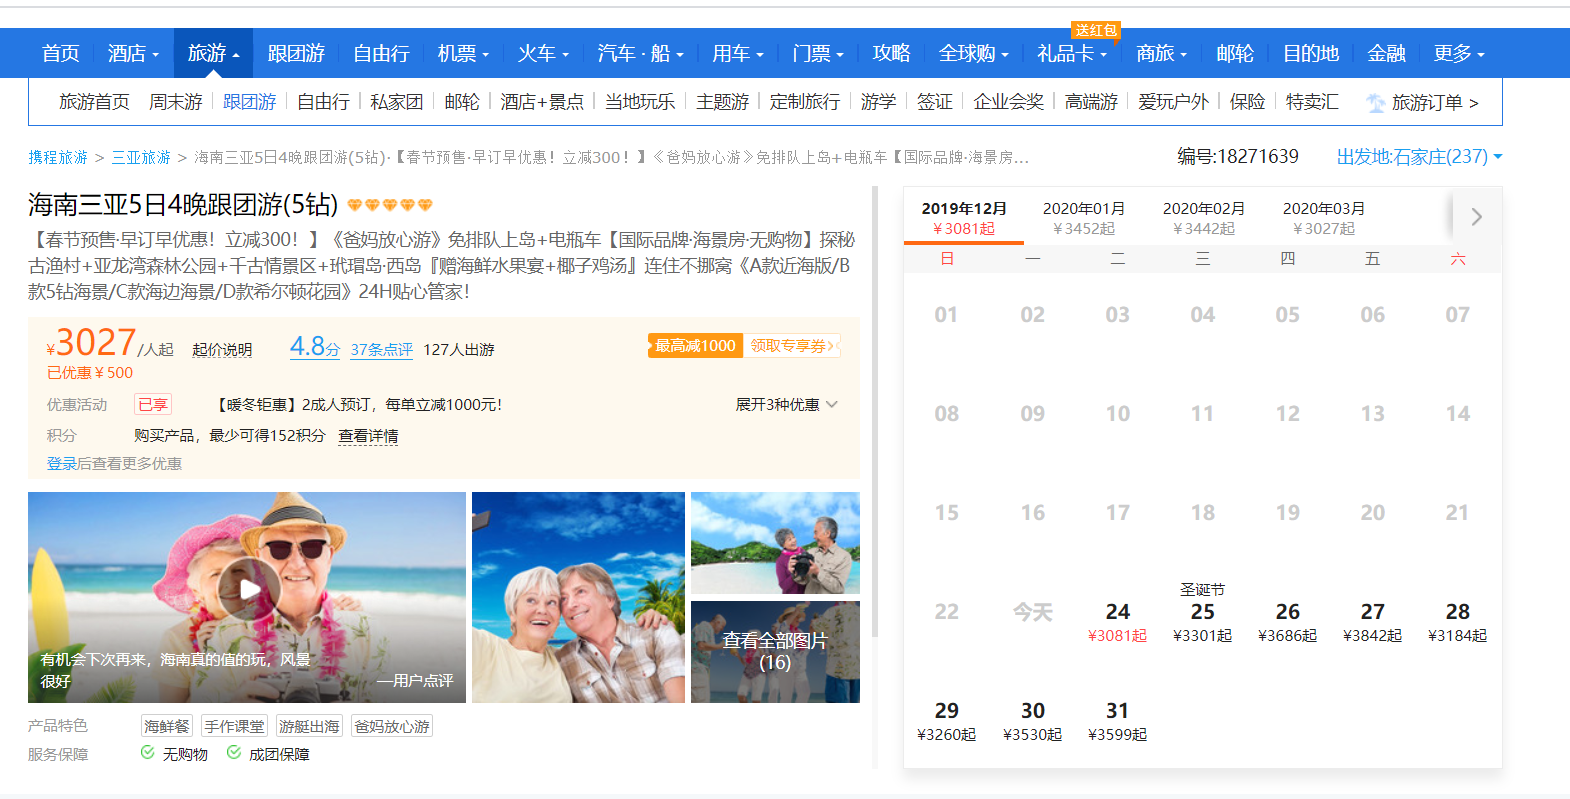 送红包
首页 酒店 旅游 跟团游 自由行 机票 火车 汽车·船 用车 门票 攻略 全球购 礼品卡 商旅 邮轮 目的地 金融 更多
旅游首页 周末游 跟团游 自由行 私家团 邮轮 酒店+景点 当地玩乐 主题游 定制旅行 游学 签证 企业会奖 高端游 爱玩户外 保险 特卖汇 旅游订单 >
携程旅游 > 三亚旅游 > 海南三亚5日4晚跟团游(5钻)·【春节预售·早订早优惠！立减300！】《爸妈放心游》免排队上岛+电瓶车【国际品牌·海景房...
编号:18271639 出发地:石家庄(237)
海南三亚5日4晚跟团游(5钻)
【春节预售·早订早优惠！立减300！】《爸妈放心游》免排队上岛+电瓶车【国际品牌·海景房·无购物】探秘
古渔村+亚龙湾森林公园+千古情景区+玳瑁岛·西岛『赠海鲜水果宴+椰子鸡汤』连住不挪窝《A款近海版/B
款5钻海景/C款海边海景/D款希尔顿花园》24H贴心管家！
¥3027/人起 起价说明 4.8分 37条点评 127人出游 最高减1000 领取专享券
已优惠￥500
优惠活动 已享 【暖冬钜惠】2成人预订，每单立减1000元！ 展开3种优惠
积分 购买产品，最少可得152积分 查看详情
登录后查看更多优惠
有机会下次再来，海南真的值的玩，风景
很好 —用户点评
查看全部图片
(16)
产品特色 海鲜餐 手作课堂 游艇出海 爸妈放心游
服务保障 无购物 成团保障
2019年12月 2020年01月 2020年02月 2020年03月
￥3081起 ￥3452起 ￥3442起 ￥3027起
日 一 二 三 四 五 六
01 02 03 04 05 06 07
08 09 10 11 12 13 14
15 16 17 18 19 20 21
圣诞节
22 今天 24 25 26 27 28
¥3081起 ¥3301起 ¥3686起 ¥3842起 ¥3184起
29 30 31
¥3260起 ¥3530起 ¥3599起